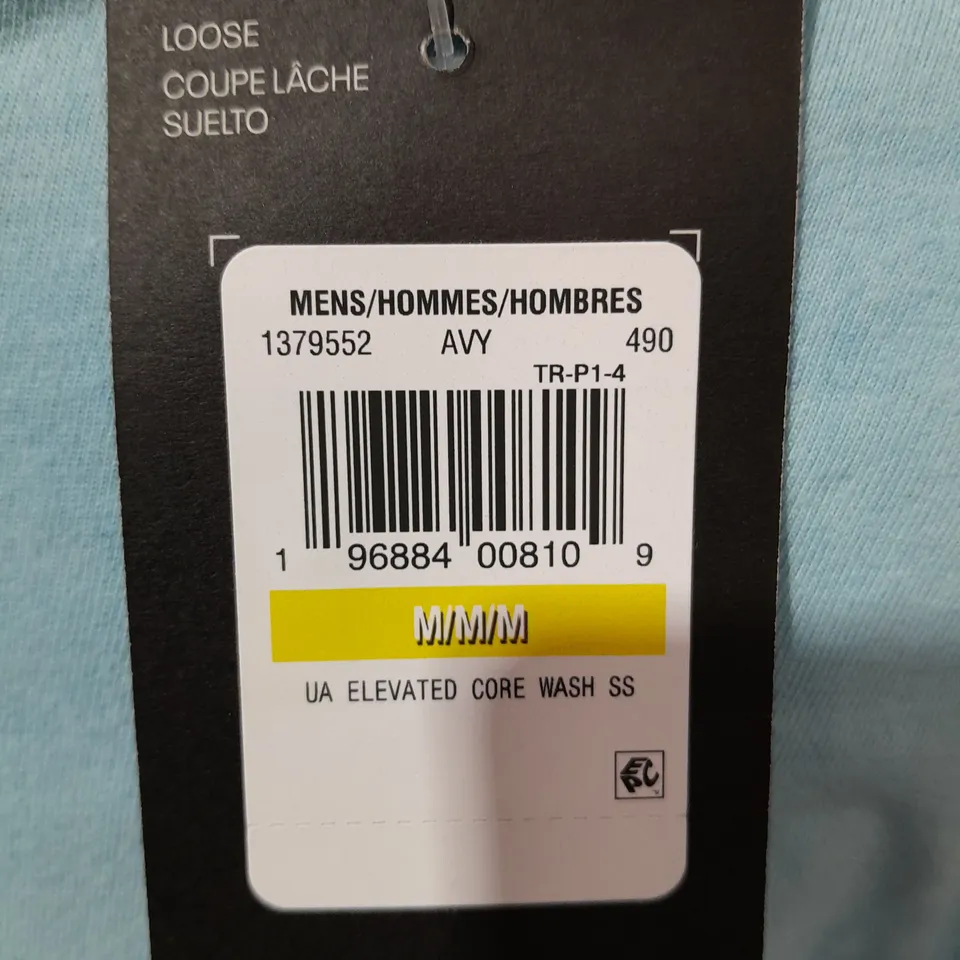 LOOSE
COUPE LÂCHE
SUELTO
MENS/HOMMES/HOMBRES
1379552 AVY 490
TR-P1-4
1 96884 00810 9
M/M/M
UA ELEVATED CORE WASH SS
EPC